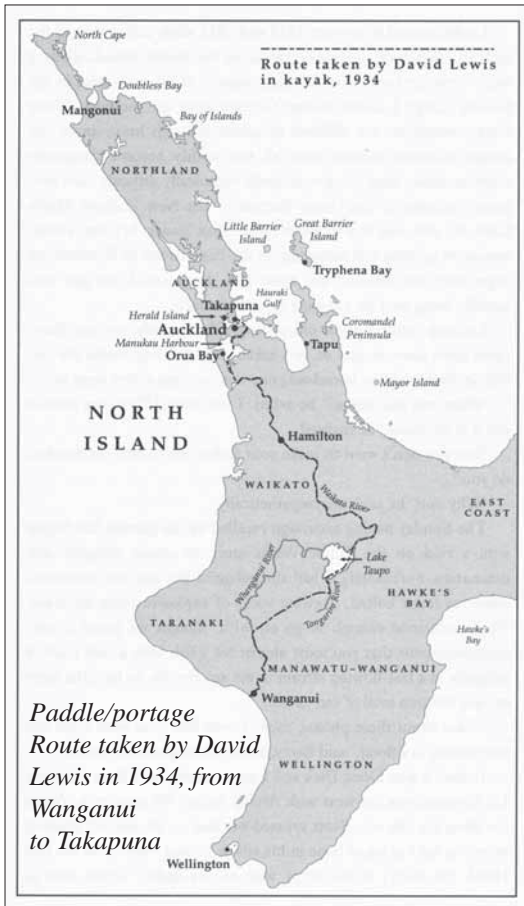 North Cape
Route taken by David Lewis
in kayak, 1934
Doubtless Bay
Mangonui
Bay of Islands
NORTHLAND
Little Barrier
Island
Great Barrier
Island
Tryphena Bay
AUCKLAND
Takapuna
Hauraki
Gulf
Herald Island
Auckland
Coromandel
Peninsula
Manukau Harbour
Tapu
Orua Bay
Mayor Island
NORTH
ISLAND
Hamilton
WAIKATO
Waikato River
EAST
COAST
Whanganui River
Lake
Taupo
Tongariro River
HAWKE'S
BAY
TARANAKI
Hawke's
Bay
MANAWATU-WANGANUI
Wanganui
Paddle/portage
Route taken by David
Lewis in 1934, from
Wanganui
to Takapuna
WELLINGTON
Wellington